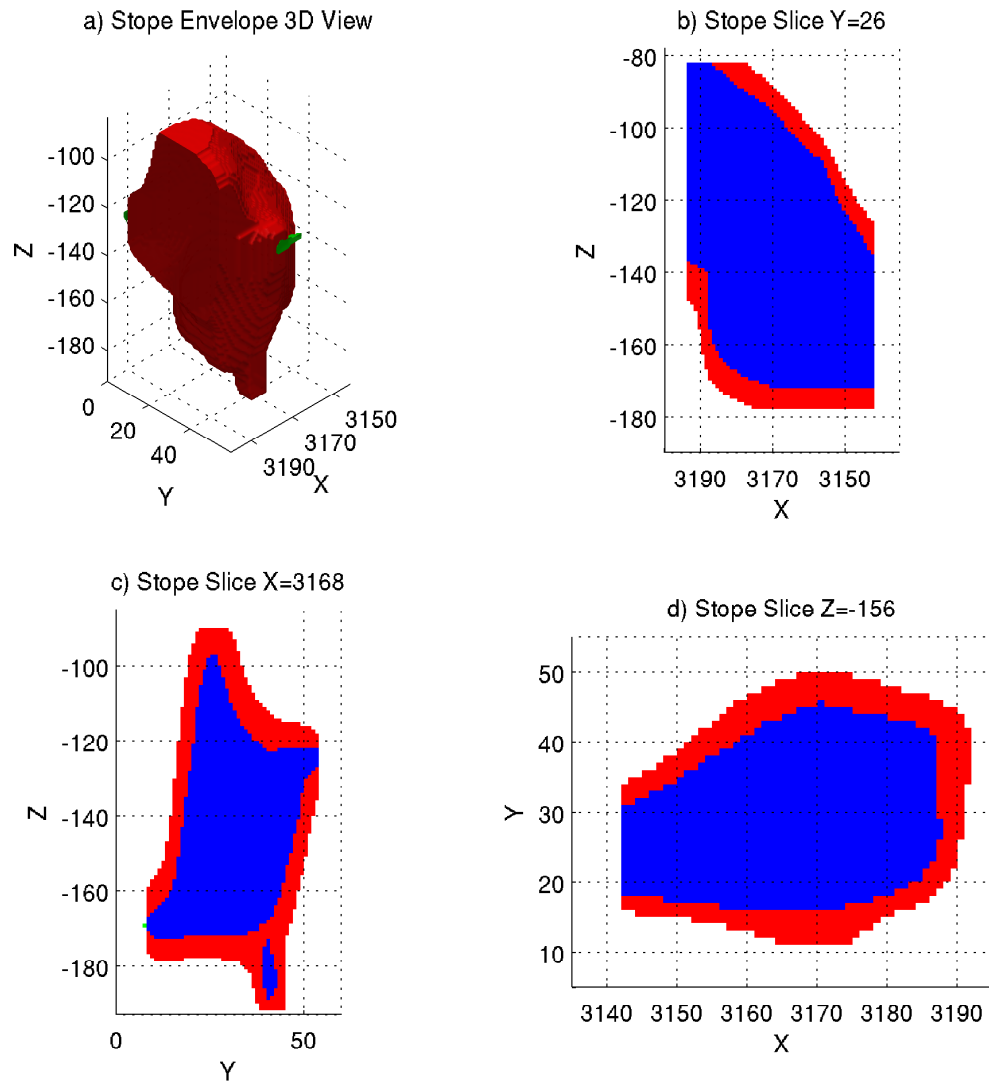 a) Stope Envelope 3D View
-100
-120
-140
-160
-180
Z
0
20
40
Y
3190
3170
3150
X
b) Stope Slice Y=26
-80
-100
-120
-140
-160
-180
Z
3190 3170 3150
X
c) Stope Slice X=3168
-100
-120
-140
-160
-180
Z
0 50
Y
d) Stope Slice Z=-156
50
40
30
20
10
Y
3140 3150 3160 3170 3180 3190
X